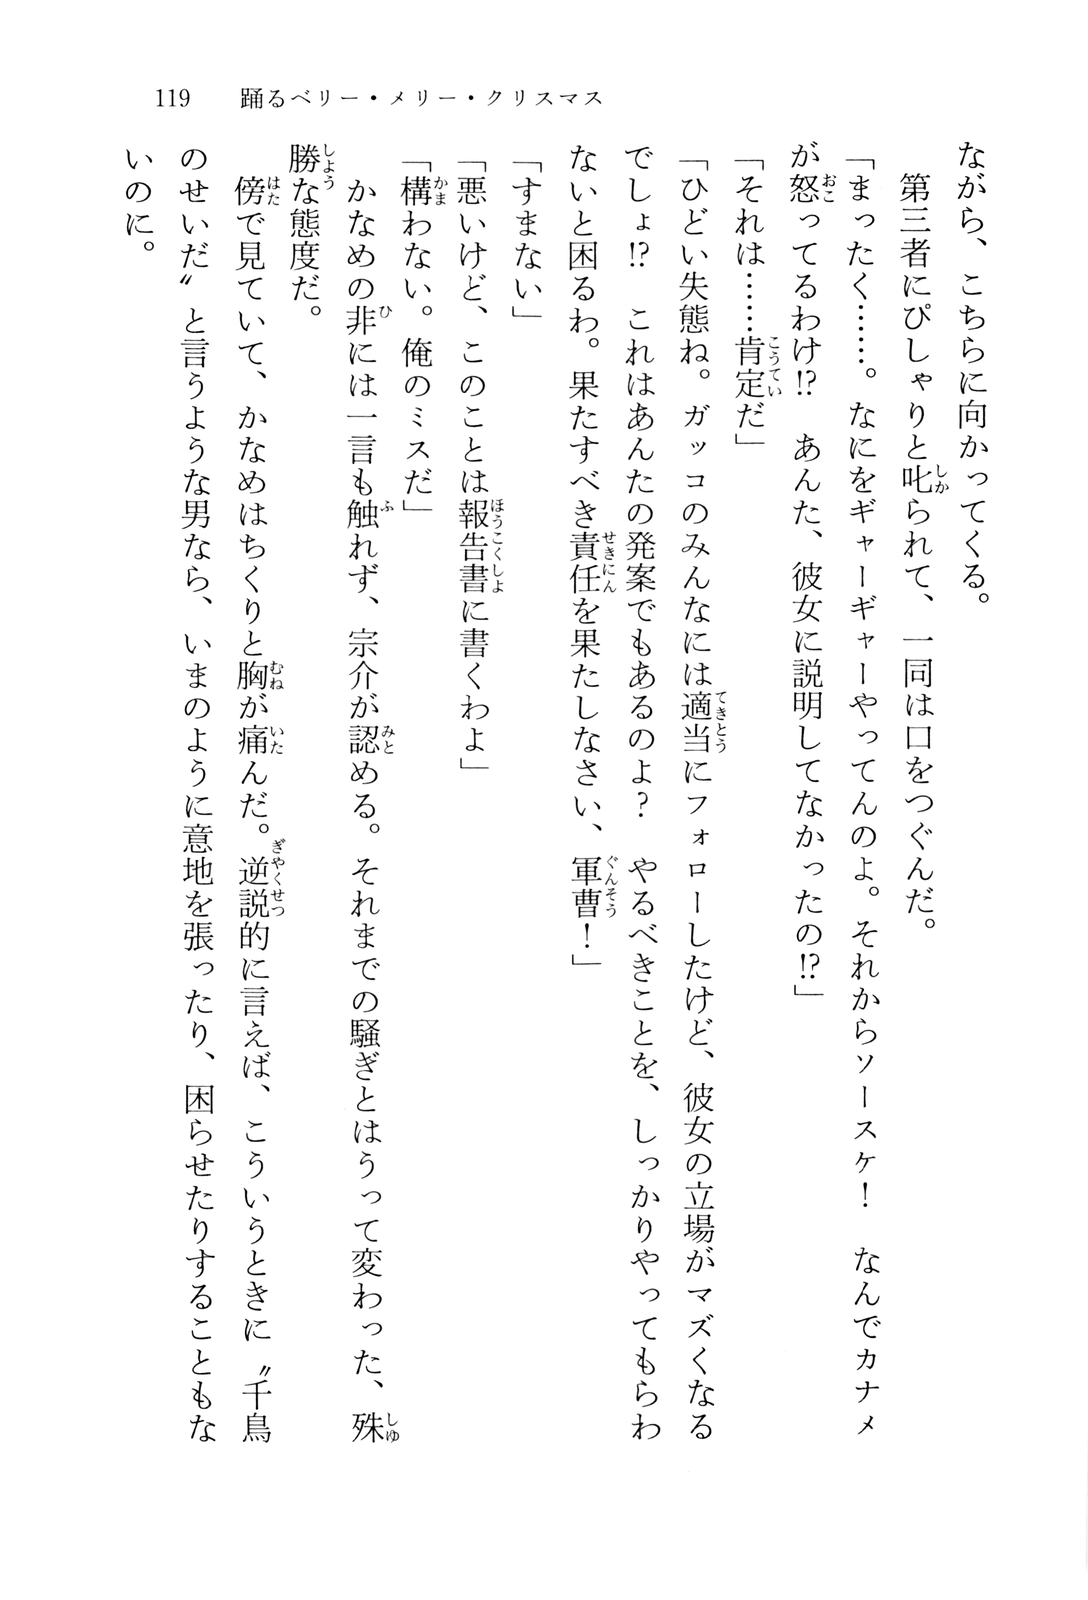 119　踊るベリー・メリー・クリスマス
ながら、こちらに向かってくる。
　第三者にぴしゃりと叱られて、一同は口をつぐんだ。
「まったく……。なにをギャーギャーやってんのよ。それからソースケ！　なんでカナメ
が怒ってるわけ!?　あんた、彼女に説明してなかったの!?」
「それは……肯定だ」
「ひどい失態ね。ガッコのみんなには適当にフォローしたけど、彼女の立場がマズくなる
でしょ!?　これはあんたの発案でもあるのよ？　やるべきことを、しっかりやってもらわ
ないと困るわ。果たすべき責任を果たしなさい、軍曹！」
「すまない」
「悪いけど、このことは報告書に書くわよ」
「構わない。俺のミスだ」
　かなめの非には一言も触れず、宗介が認める。それまでの騒ぎとはうって変わった、殊
勝な態度だ。
　傍で見ていて、かなめはちくりと胸が痛んだ。逆説的に言えば、こういうときに〝千鳥
のせいだ〟と言うような男なら、いまのように意地を張ったり、困らせたりすることもな
いのに。